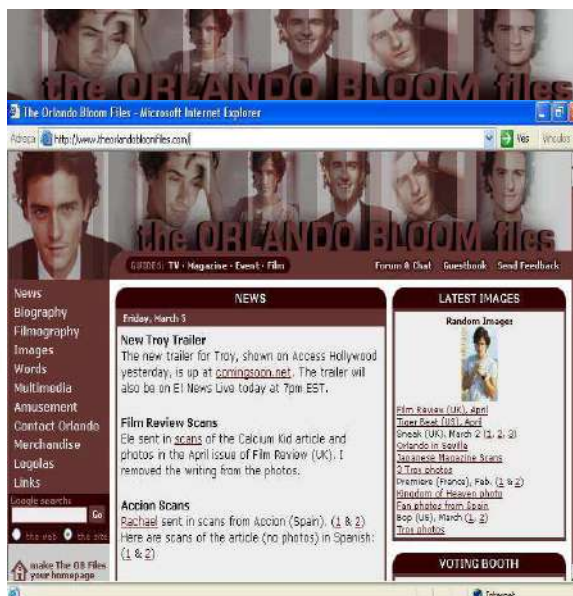 the ORLANDO BLOOM files
The Orlando Bloom Files - Microsoft Internet Explorer
http://www.theorlandobloomfiles.com/
the ORLANDO BLOOM files
GUIDES: TV · Magazine · Event · Film
Forum & Chat Guestbook Send Feedback
News
Biography
Filmography
Images
Words
Multimedia
Amusement
Contact Orlando
Merchandise
Legolas
Links
Google search:
Go
the web the site
make The OB Files
your homepage
NEWS
Friday, March 5
New Troy Trailer
The new trailer for Troy, shown on Access Hollywood
yesterday, is up at comingsoon.net. The trailer will
also be on E! News Live today at 7pm EST.
Film Review Scans
Ele sent in scans of the Calcium Kid article and
photos in the April issue of Film Review (UK). I
removed the writing from the photos.
Accion Scans
Rachael sent in scans from Accion (Spain). (1 & 2)
Here are scans of the article (no photos) in Spanish:
(1 & 2)
LATEST IMAGES
Random Images
Film Review (UK), April
Tiger Beat (US), April
Sneak (UK), March 2 (1, 2, 3)
Orlando in Sevilla
Japanese Magazine Scans
3 Troy photos
Premiere (France), Feb. (1 & 2)
Kingdom of Heaven photo
Fan photos from Spain
Bop (US), March (1, 2)
Troy photos
VOTING BOOTH
Internet